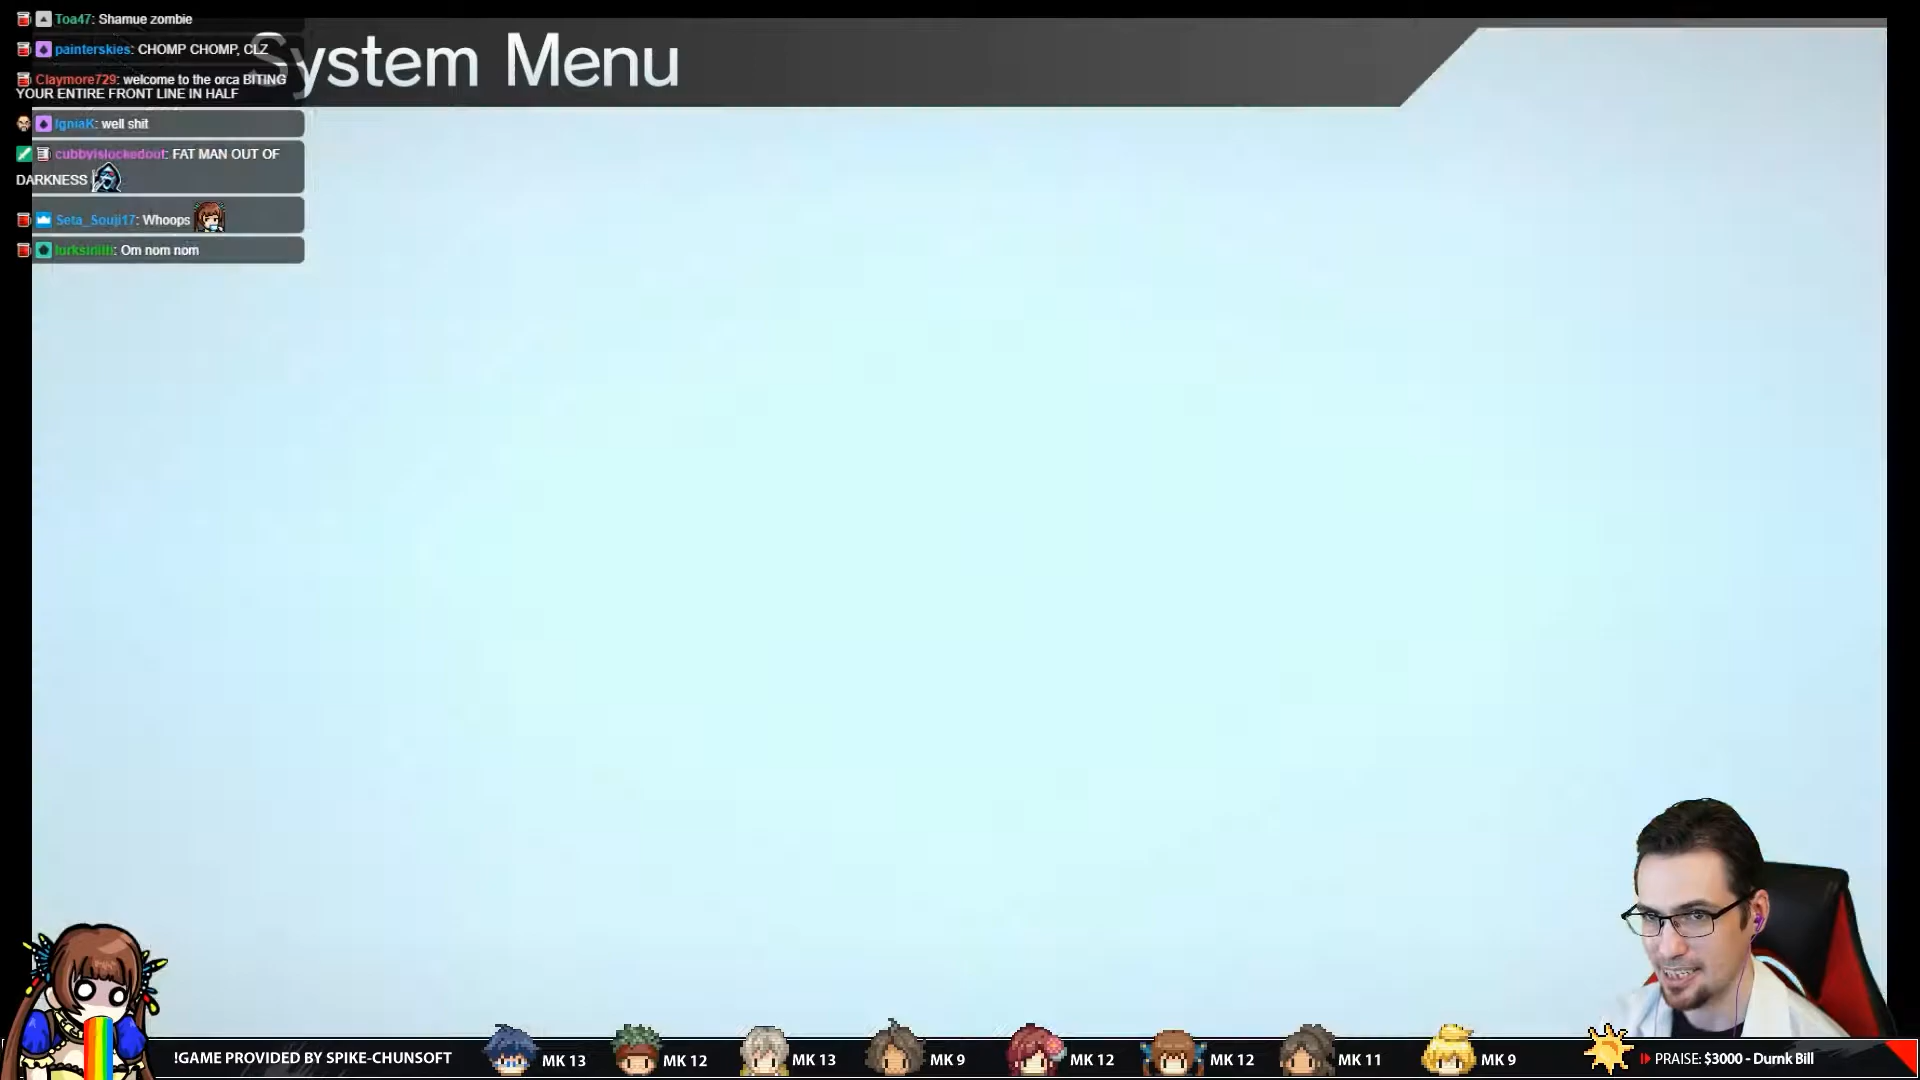 Toa47: Shamue zombie
System Menu
painterskies: CHOMP CHOMP, CLZ
Claymore729: welcome to the orca BITING
YOUR ENTIRE FRONT LINE IN HALF
IgniaK: well shit
cubbyislockedout: FAT MAN OUT OF
DARKNESS
Seta_Souji17: Whoops
Om nom nom
!GAME PROVIDED BY SPIKE-CHUNSOFT
MK 13
MK 12
MK 13
MK 9
MK 12
MK 12
MK 11
MK 9
PRAISE: $3000 - Durnk Bill